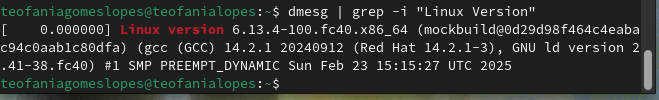 teofaniagomeslopes@teofanialopes:~$ dmesg | grep -i "Linux Version"
[    0.000000] Linux version 6.13.4-100.fc40.x86_64 (mockbuild@0d29d98f464c4eaba
c94c0aab1c80dfa) (gcc (GCC) 14.2.1 20240912 (Red Hat 14.2.1-3), GNU ld version 2
.41-38.fc40) #1 SMP PREEMPT_DYNAMIC Sun Feb 23 15:15:27 UTC 2025
teofaniagomeslopes@teofanialopes:~$